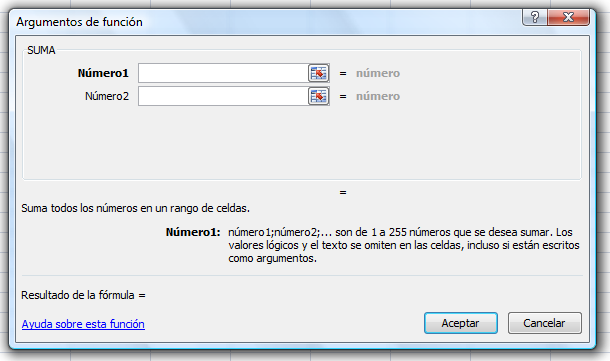 Argumentos de función
SUMA
Número1 = número
Número2 = número
=
Suma todos los números en un rango de celdas.
Número1: número1;número2;... son de 1 a 255 números que se desea sumar. Los
valores lógicos y el texto se omiten en las celdas, incluso si están escritos
como argumentos.
Resultado de la fórmula =
Ayuda sobre esta función
Aceptar
Cancelar